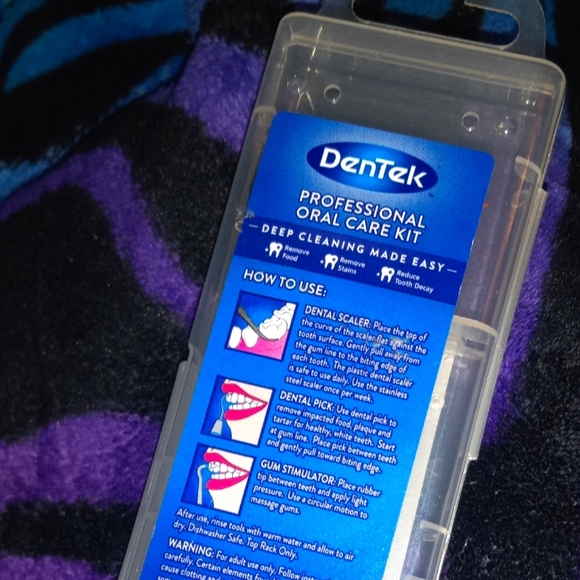 DenTek
PROFESSIONAL
ORAL CARE KIT
DEEP CLEANING MADE EASY
Remove
Food
Remove
Stains
Reduce
Tooth Decay
HOW TO USE:
DENTAL SCALER: Place the top of
the curve of the scaler flat against the
tooth surface. Gently pull away from
the gum line to the biting edge of
each tooth. The plastic dental scaler
is safe to use daily. Use the stainless
steel scaler once per week.
DENTAL PICK: Use dental pick to
remove impacted food, plaque and
tartar for healthy, white teeth. Start
at gum line. Place pick between teeth
and gently pull toward biting edge.
GUM STIMULATOR: Place rubber
tip between teeth and apply light
pressure. Use a circular motion to
massage gums.
After use, rinse tools with warm water and allow to air
dry. Dishwasher Safe. Top Rack Only.
WARNING: For adult use only. Follow
carefully. Certain elements
cause clotting and